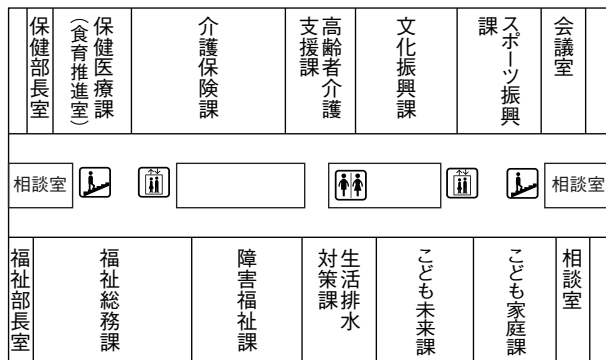 保健部長室
保健医療課
（食育推進室）
介護保険課
高齢者介護
支援課
文化振興課
スポーツ振興
課
会議室
相談室
相談室
福祉部長室
福祉総務課
障害福祉課
生活排水
対策課
こども未来課
こども家庭課
相談室